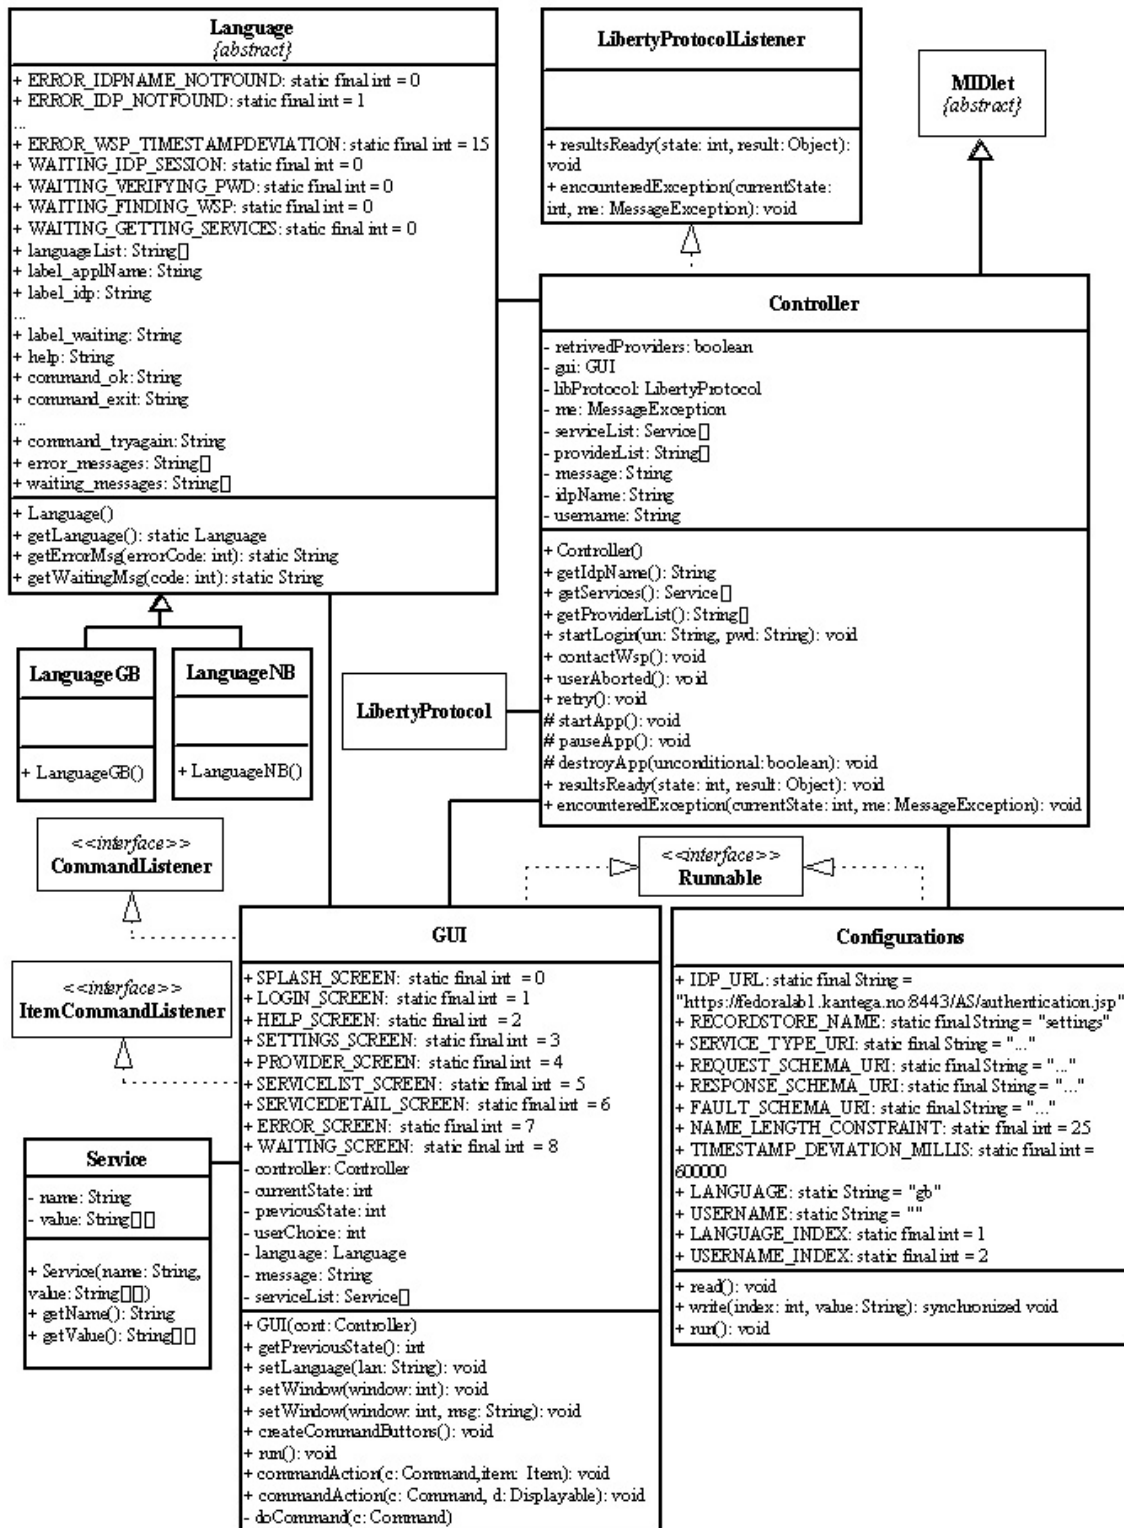 Language
{abstract}
+ ERROR_IDPNAME_NOTFOUND: static final int = 0
+ ERROR_IDP_NOTFOUND: static final int = 1
...
+ ERROR_WSP_TIMESTAMPDEVIATION: static final int = 15
+ WAITING_IDP_SESSION: static final int = 0
+ WAITING_VERIFYING_PWD: static final int = 0
+ WAITING_FINDING_WSP: static final int = 0
+ WAITING_GETTING_SERVICES: static final int = 0
+ languageList: String[]
+ label_applName: String
+ label_idp: String
...
+ label_waiting: String
+ help: String
+ command_ok: String
+ command_exit: String
...
+ command_tryagain: String
+ error_messages: String[]
+ waiting_messages: String[]
+ Language()
+ getLanguage(): static Language
+ getErrorMsg(errorCode: int): static String
+ getWaitingMsg(code: int): static String
LibertyProtocolListener
+ resultsReady(state: int, result: Object):
void
+ encounteredException(currentState:
int, me: MessageException): void
MIDlet
{abstract}
Controller
- retrivedProviders: boolean
- gui: GUI
- libProtocol: LibertyProtocol
- me: MessageException
- serviceList: Service[]
- providerList: String[]
- message: String
- idpName: String
- username: String
+ Controller()
+ getIdpName(): String
+ getServices(): Service[]
+ getProviderList(): String[]
+ startLogin(un: String, pwd: String): void
+ contactWsp(): void
+ userAborted(): void
+ retry(): void
# startApp(): void
# pauseApp(): void
# destroyApp(unconditional: boolean): void
+ resultsReady(state: int, result: Object): void
+ encounteredException(currentState: int, me: MessageException): void
LanguageGB
+ LanguageGB()
LanguageNB
+ LanguageNB()
LibertyProtocol
<<interface>>
CommandListener
<<interface>>
Runnable
<<interface>>
ItemCommandListener
GUI
+ SPLASH_SCREEN: static final int = 0
+ LOGIN_SCREEN: static final int = 1
+ HELP_SCREEN: static final int = 2
+ SETTINGS_SCREEN: static final int = 3
+ PROVIDER_SCREEN: static final int = 4
+ SERVICELIST_SCREEN: static final int = 5
+ SERVICEDETAIL_SCREEN: static final int = 6
+ ERROR_SCREEN: static final int = 7
+ WAITING_SCREEN: static final int = 8
- controller: Controller
- currentState: int
- previousState: int
- userChoice: int
- language: Language
- message: String
- serviceList: Service[]
+ GUI(cont: Controller)
+ getPreviousState(): int
+ setLanguage(lan: String): void
+ setWindow(window: int): void
+ setWindow(window: int, msg: String): void
+ createCommandButtons(): void
+ run(): void
+ commandAction(c: Command,item: Item): void
+ commandAction(c: Command, d: Displayable): void
- doCommand(c: Command)
Configurations
+ IDP_URL: static final String =
"https://fedoralab1.kantega.no:8443/AS/authentication.jsp"
+ RECORDSTORE_NAME: static final String = "settings"
+ SERVICE_TYPE_URI: static final String = "..."
+ REQUEST_SCHEMA_URI: static final String = "..."
+ RESPONSE_SCHEMA_URI: static final String = "..."
+ FAULT_SCHEMA_URI: static final String = "..."
+ NAME_LENGTH_CONSTRAINT: static final int = 25
+ TIMESTAMP_DEVIATION_MILLIS: static final int =
600000
+ LANGUAGE: static String = "gb"
+ USERNAME: static String = ""
+ LANGUAGE_INDEX: static final int = 1
+ USERNAME_INDEX: static final int = 2
+ read(): void
+ write(index: int, value: String): synchronized void
+ run(): void
Service
- name: String
- value: String[][]
+ Service(name: String,
value: String[][])
+ getName(): String
+ getValue(): String[][]